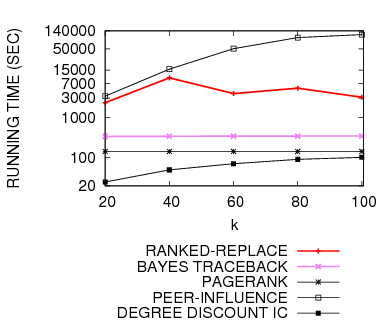 140000
50000
15000
7000
3000
1000
100
20
RUNNING TIME (SEC)
20 40 60 80 100
k
RANKED-REPLACE
BAYES TRACEBACK
PAGERANK
PEER-INFLUENCE
DEGREE DISCOUNT IC